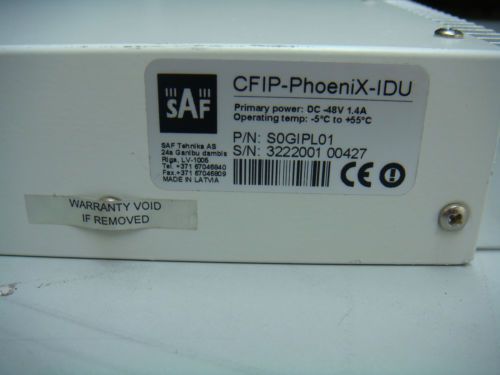 SAF
CFIP-PhoeniX-IDU
Primary power: DC -48V 1.4A
Operating temp: -5°C to +55°C
P/N: S0GIPL01
S/N: 3222001 00427
SAF Tehnika AS
24a Ganibu dambis
Riga, LV-1005
Tel. +371 67046840
Fax.+371 67046809
MADE IN LATVIA
CE
WARRANTY VOID
IF REMOVED